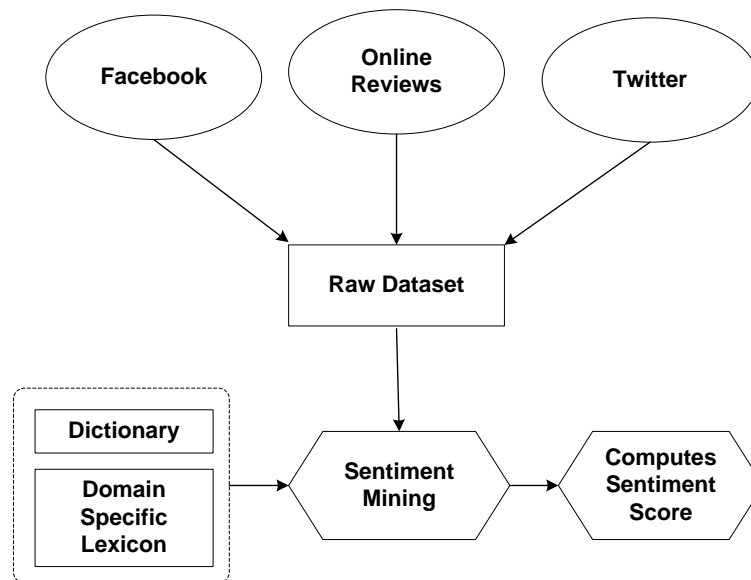 Facebook
Online
Reviews
Twitter
Raw Dataset
Dictionary
Domain
Specific
Lexicon
Sentiment
Mining
Computes
Sentiment
Score